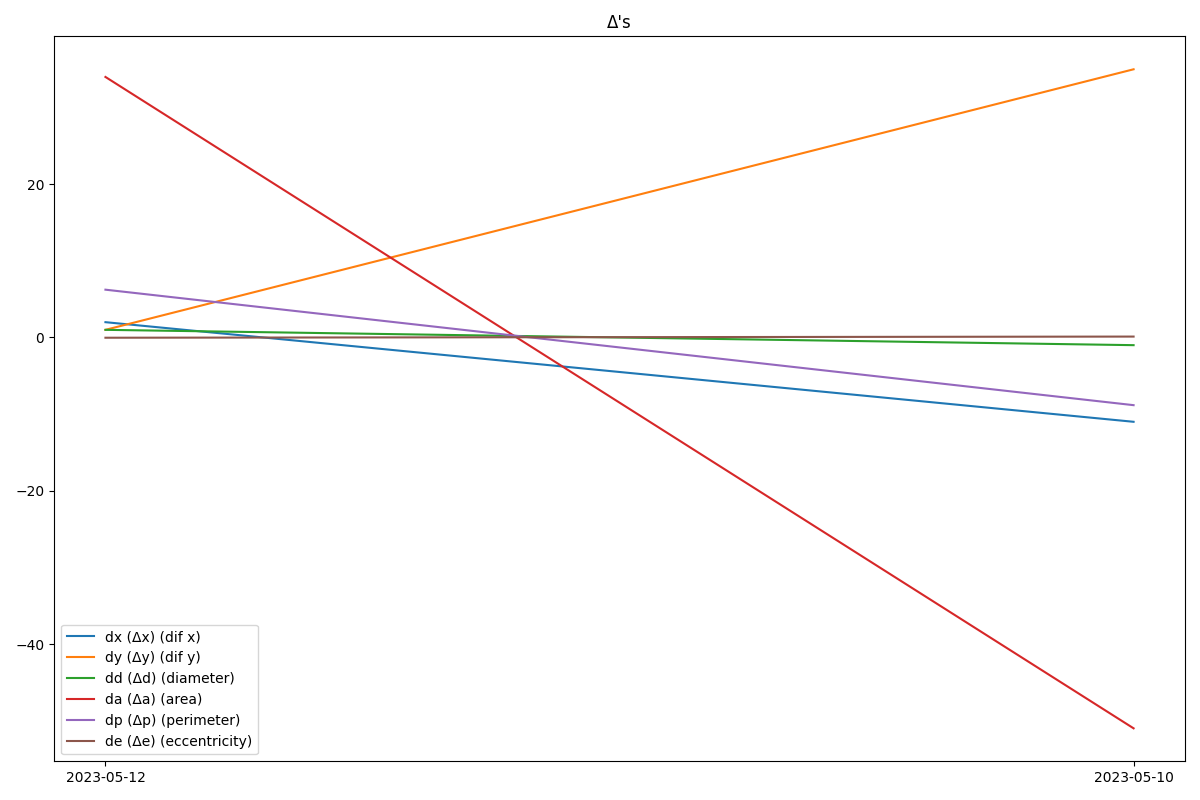 Δ's
20
0
−20
−40
dx (Δx) (dif x)
dy (Δy) (dif y)
dd (Δd) (diameter)
da (Δa) (area)
dp (Δp) (perimeter)
de (Δe) (eccentricity)
2023-05-12 2023-05-10